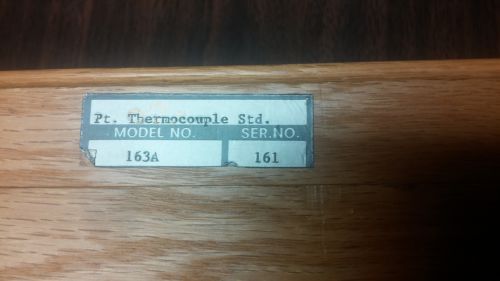 Pt. Thermocouple Std.
MODEL NO. SER.NO.
163A 161